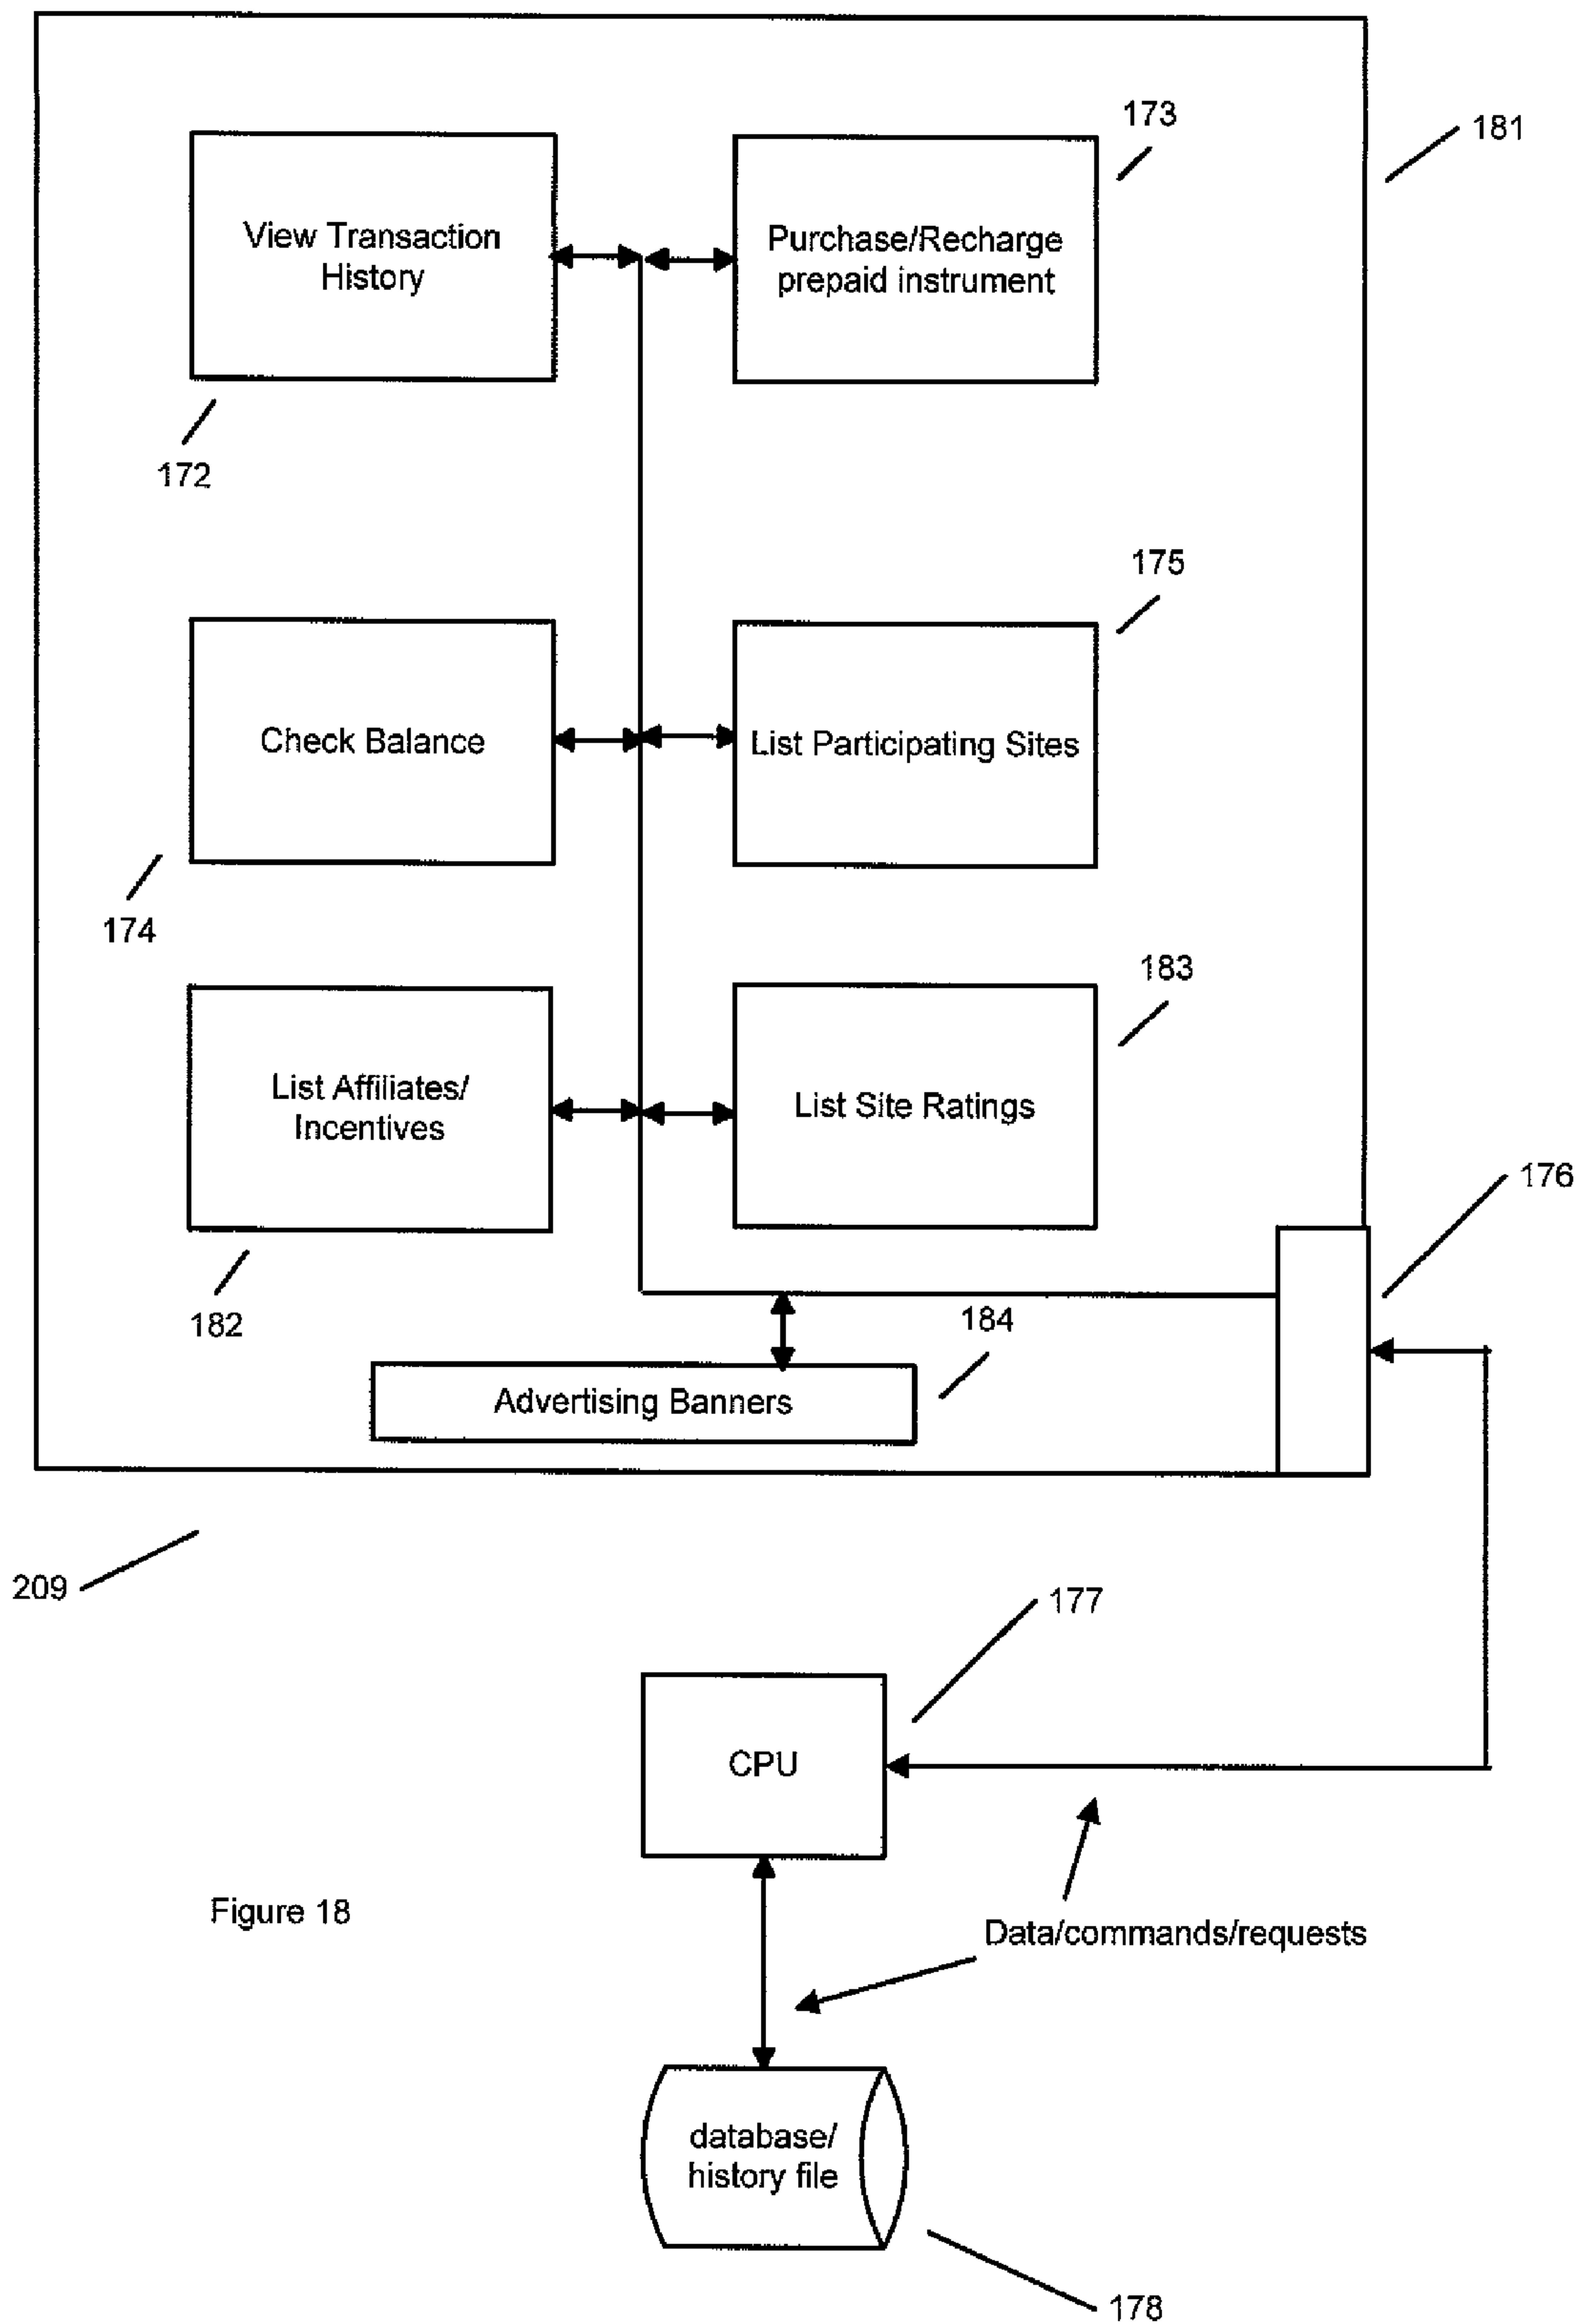 173
181
View Transaction
History
Purchase/Recharge
prepaid instrument
172
175
Check Balance
List Participating Sites
174
183
List Affiliates/
Incentives
List Site Ratings
176
182
184
Advertising Banners
209
177
CPU
Figure 18
Data/commands/requests
database/
history file
178